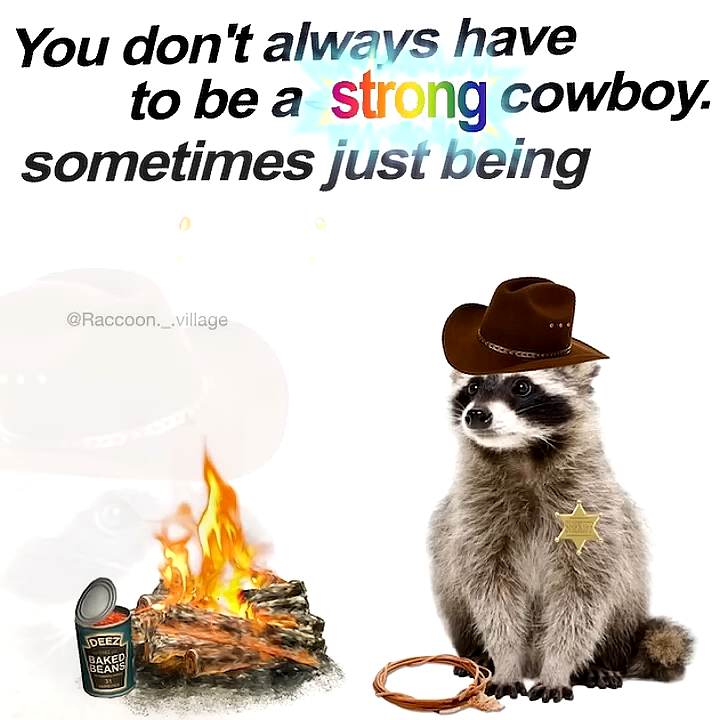 You don't always have
to be a strong cowboy.
sometimes just being
@Raccoon._.village
DEEZ
BAKED
BEANS